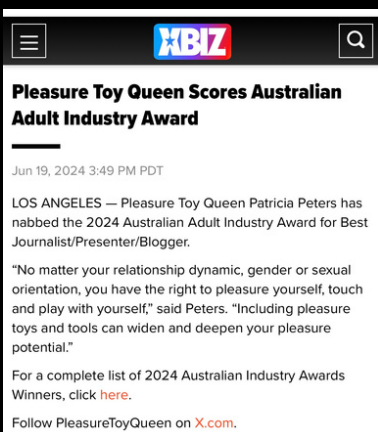 XBIZ
Pleasure Toy Queen Scores Australian
Adult Industry Award
Jun 19, 2024 3:49 PM PDT
LOS ANGELES — Pleasure Toy Queen Patricia Peters has
nabbed the 2024 Australian Adult Industry Award for Best
Journalist/Presenter/Blogger.
“No matter your relationship dynamic, gender or sexual
orientation, you have the right to pleasure yourself, touch
and play with yourself,” said Peters. “Including pleasure
toys and tools can widen and deepen your pleasure
potential.”
For a complete list of 2024 Australian Industry Awards
Winners, click here.
Follow PleasureToyQueen on X.com.